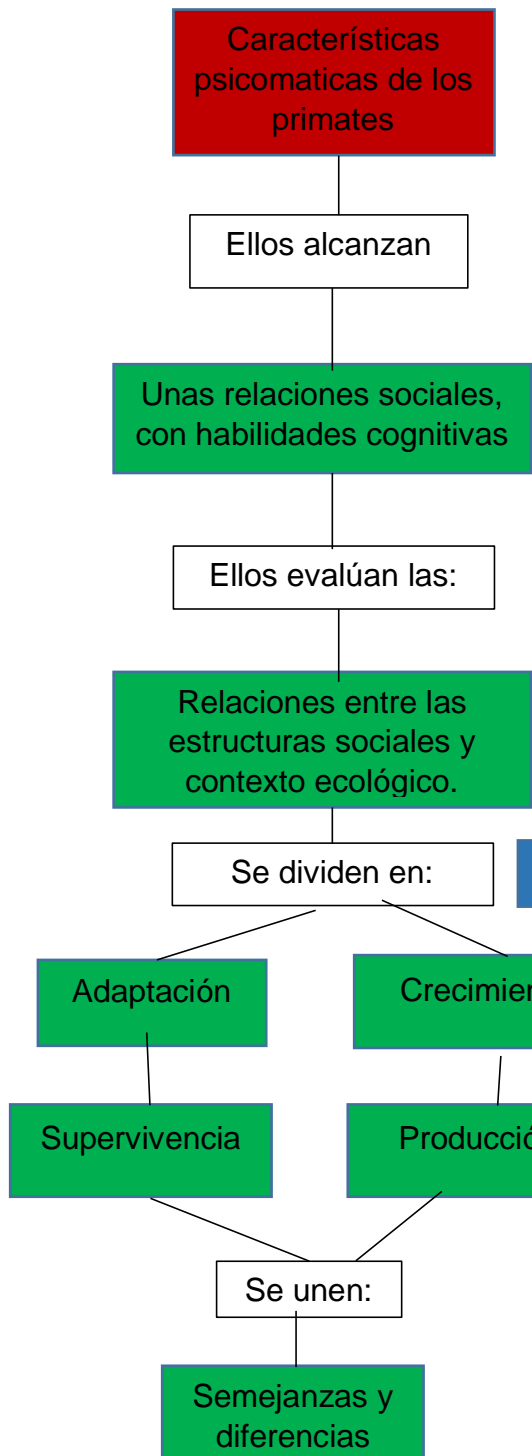 Características
psicomaticas de los
primates
Ellos alcanzan
Unas relaciones sociales,
con habilidades cognitivas
Ellos evalúan las:
Relaciones entre las
estructuras sociales y
contexto ecológico.
Se dividen en:
Adaptación
Supervivencia
Se unen:
Semejanzas y
diferencias